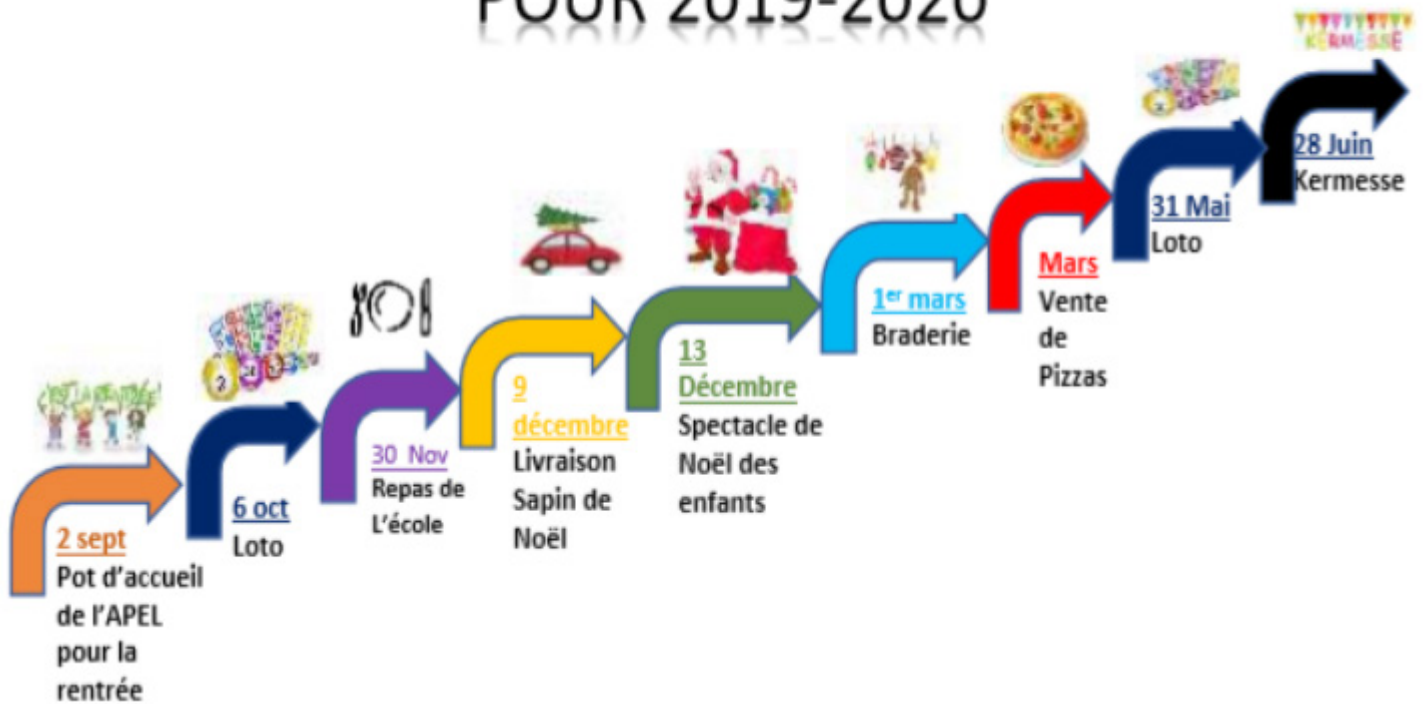 POUR 2019-2020
KERMESSE
2 sept
Pot d'accueil
de l'APEL
pour la
rentrée
6 oct
Loto
30 Nov
Repas de
L'école
9
décembre
Livraison
Sapin de
Noël
13
Décembre
Spectacle de
Noël des
enfants
1er mars
Braderie
Mars
Vente
de
Pizzas
31 Mai
Loto
28 Juin
Kermesse